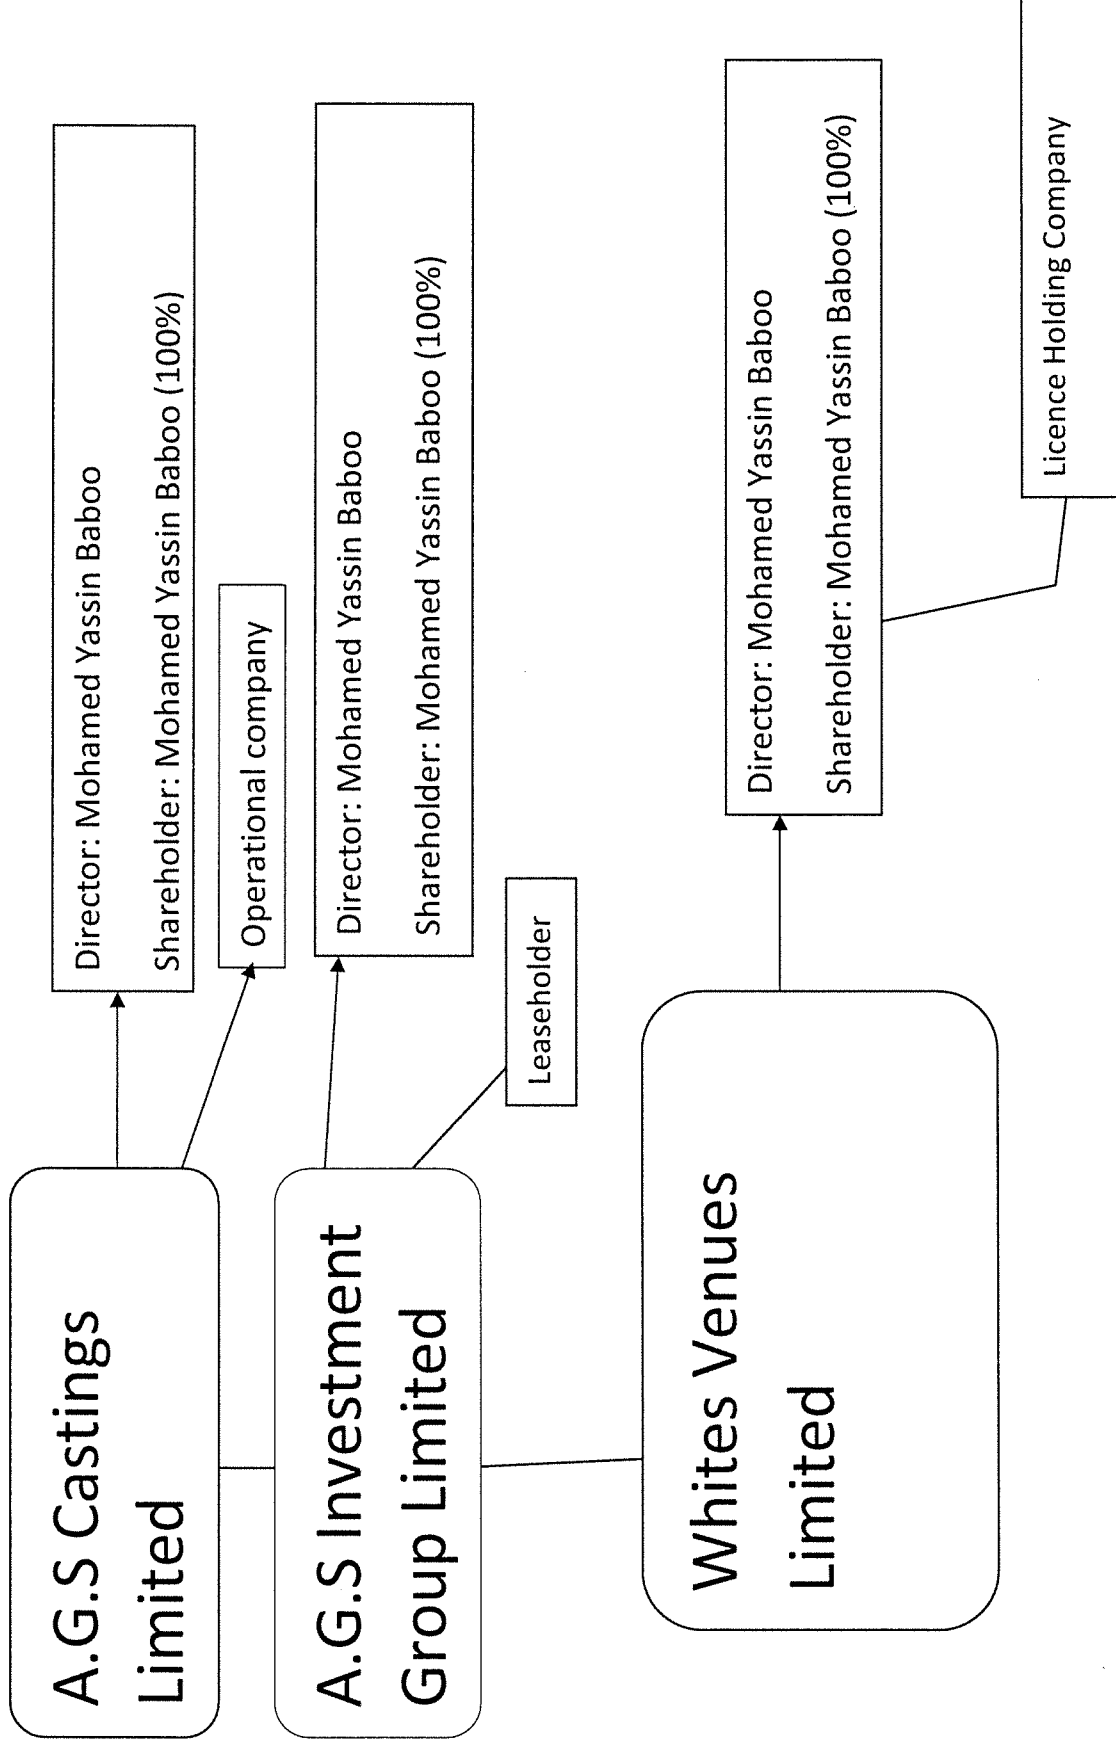 A.G.S Castings
Limited
Director: Mohamed Yassin Baboo
Shareholder: Mohamed Yassin Baboo (100%)
Operational company
A.G.S Investment
Group Limited
Director: Mohamed Yassin Baboo
Shareholder: Mohamed Yassin Baboo (100%)
Leaseholder
Whites Venues
Limited
Director: Mohamed Yassin Baboo
Shareholder: Mohamed Yassin Baboo (100%)
Licence Holding Company